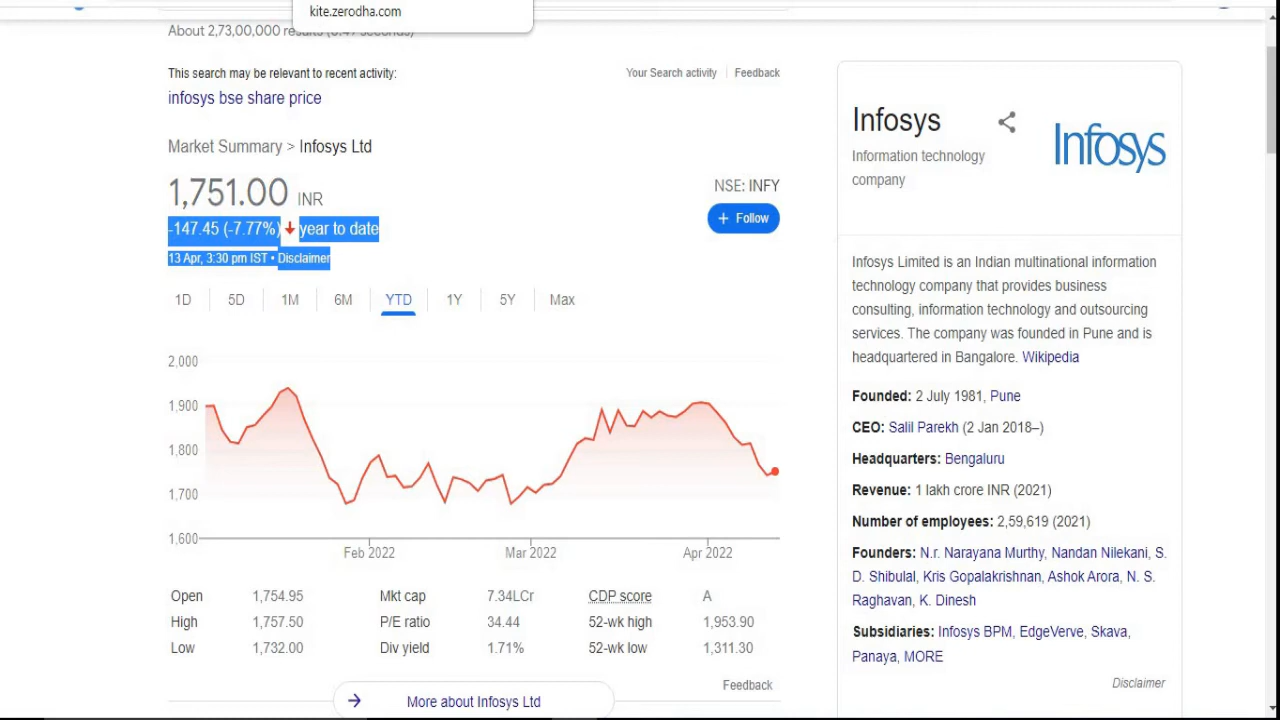 kite.zerodha.com
About 2,73,00,000 results (0.47 seconds)
This search may be relevant to recent activity:
Your Search activity
Feedback
infosys bse share price
Market Summary > Infosys Ltd
1,751.00 INR
NSE: INFY
-147.45 (-7.77%) year to date
+ Follow
13 Apr, 3:30 pm IST • Disclaimer
1D 5D 1M 6M YTD 1Y 5Y Max
2,000
1,900
1,800
1,700
1,600
Feb 2022 Mar 2022 Apr 2022
Open 1,754.95 Mkt cap 7.34LCr CDP score A
High 1,757.50 P/E ratio 34.44 52-wk high 1,953.90
Low 1,732.00 Div yield 1.71% 52-wk low 1,311.30
Feedback
More about Infosys Ltd
Infosys
Infosys
Information technology
company
Infosys Limited is an Indian multinational information
technology company that provides business
consulting, information technology and outsourcing
services. The company was founded in Pune and is
headquartered in Bangalore. Wikipedia
Founded: 2 July 1981, Pune
CEO: Salil Parekh (2 Jan 2018–)
Headquarters: Bengaluru
Revenue: 1 lakh crore INR (2021)
Number of employees: 2,59,619 (2021)
Founders: N.r. Narayana Murthy, Nandan Nilekani, S.
D. Shibulal, Kris Gopalakrishnan, Ashok Arora, N. S.
Raghavan, K. Dinesh
Subsidiaries: Infosys BPM, EdgeVerve, Skava,
Panaya, MORE
Disclaimer